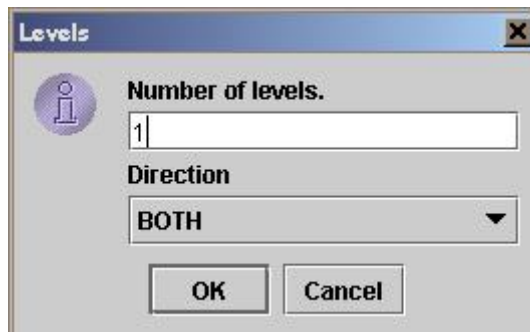 Levels
Number of levels.
1
Direction
BOTH
OK Cancel